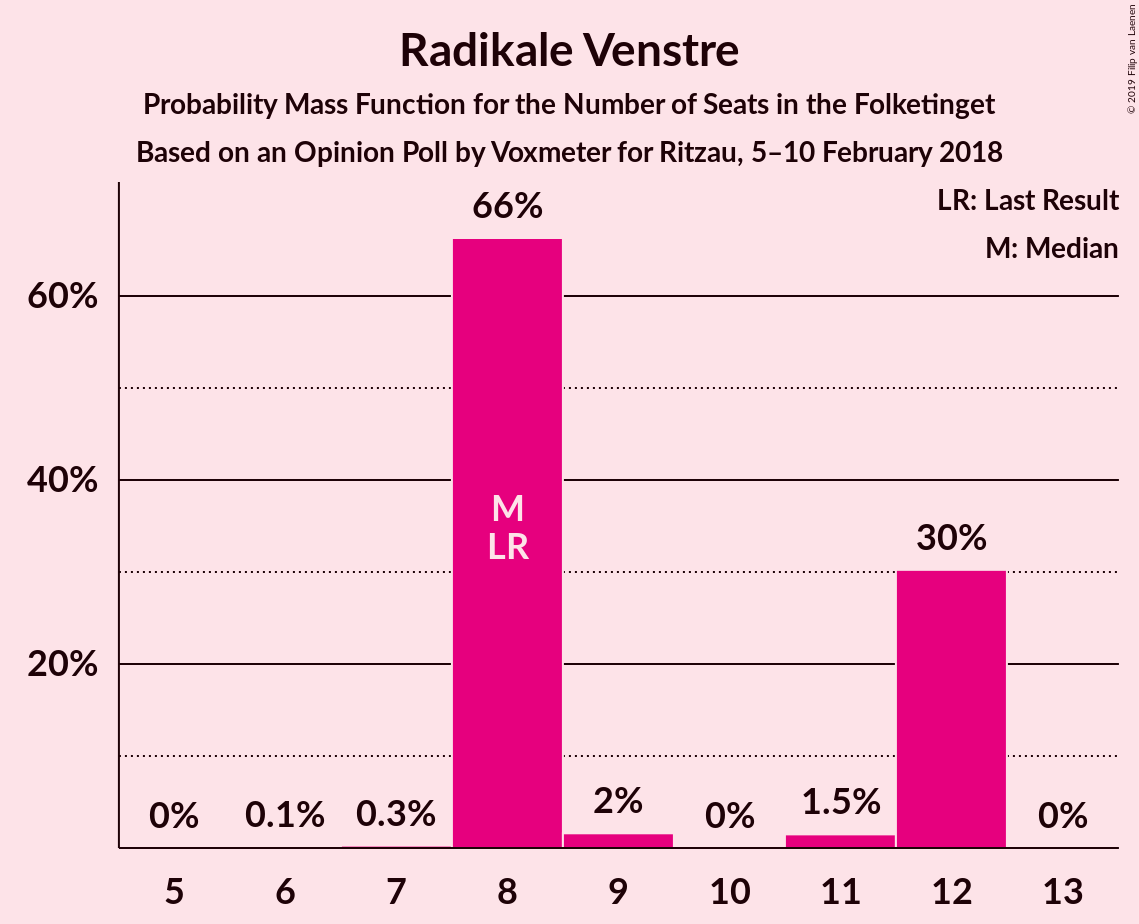 Radikale Venstre
Probability Mass Function for the Number of Seats in the Folketinget
Based on an Opinion Poll by Voxmeter for Ritzau, 5–10 February 2018
© 2019 Filip van Laenen
LR: Last Result
M: Median
60%
40%
20%
0%
0.1%
0.3%
66%
M
LR
2%
0%
1.5%
30%
0%
5
6
7
8
9
10
11
12
13